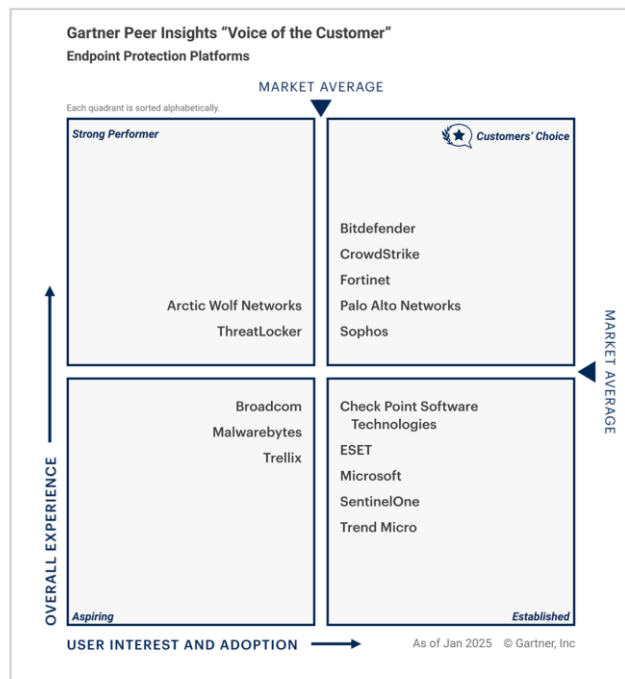 Gartner Peer Insights “Voice of the Customer”
Endpoint Protection Platforms
MARKET AVERAGE
Each quadrant is sorted alphabetically.
Strong Performer
Customers’ Choice
Arctic Wolf Networks
ThreatLocker
Bitdefender
CrowdStrike
Fortinet
Palo Alto Networks
Sophos
MARKET AVERAGE
Broadcom
Malwarebytes
Trellix
Check Point Software
Technologies
ESET
Microsoft
SentinelOne
Trend Micro
OVERALL EXPERIENCE
Aspiring
Established
USER INTEREST AND ADOPTION
As of Jan 2025 © Gartner, Inc